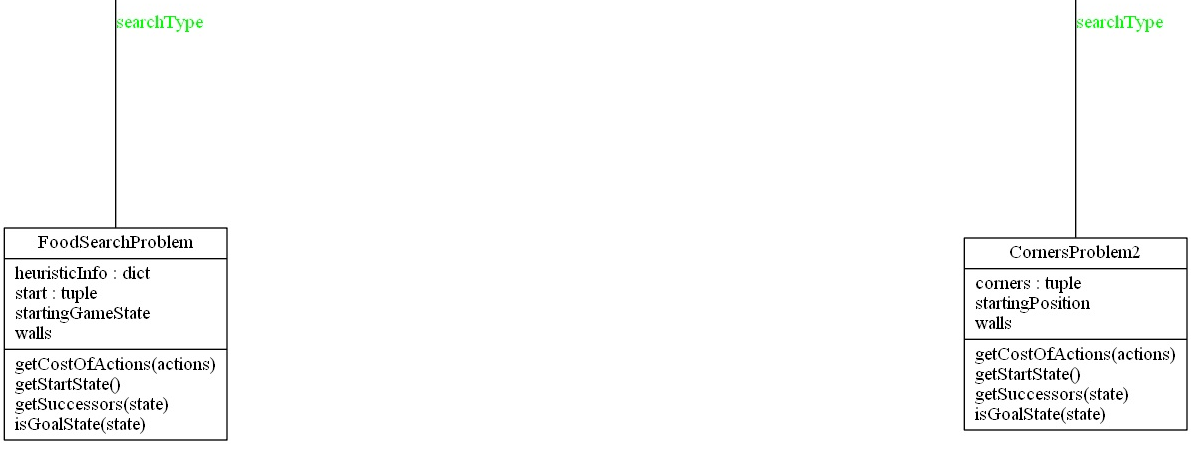 searchType
FoodSearchProblem
heuristicInfo : dict
start : tuple
startingGameState
walls
getCostOfActions(actions)
getStartState()
getSuccessors(state)
isGoalState(state)
searchType
CornersProblem2
corners : tuple
startingPosition
walls
getCostOfActions(actions)
getStartState()
getSuccessors(state)
isGoalState(state)